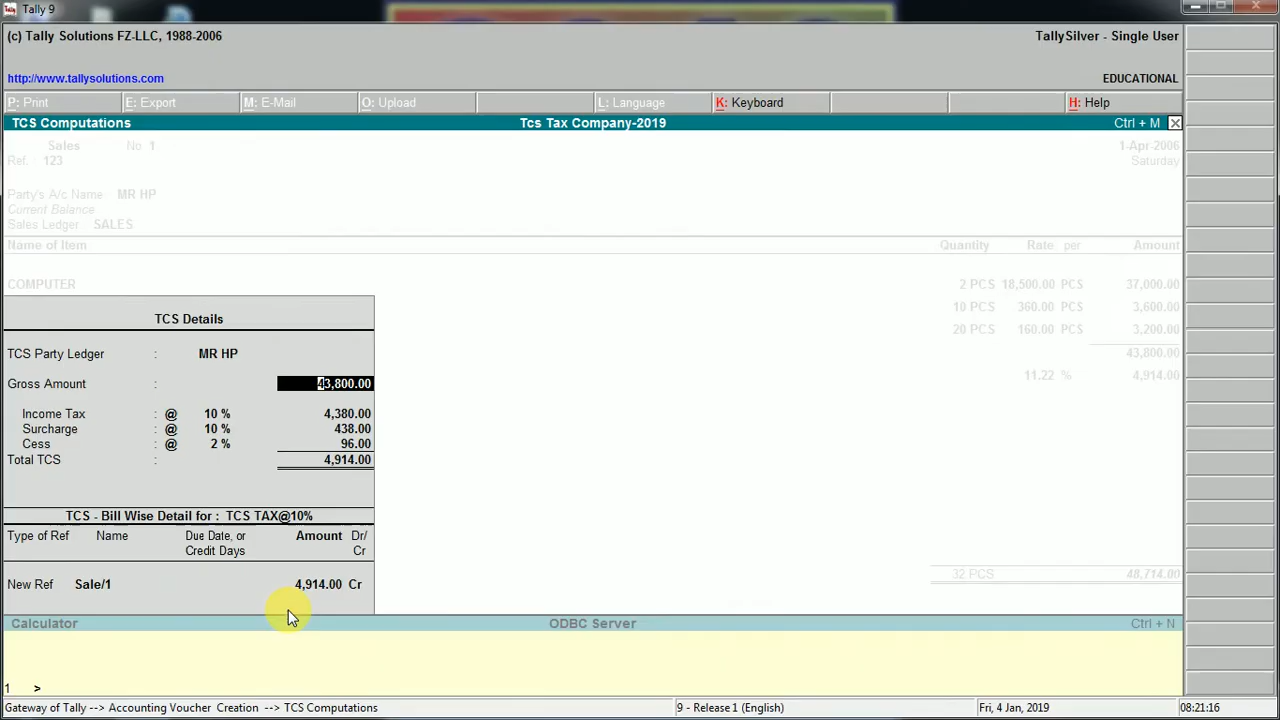 Tally 9
(c) Tally Solutions FZ-LLC, 1988-2006 TallySilver - Single User
http://www.tallysolutions.com EDUCATIONAL
P: Print E: Export M: E-Mail O: Upload L: Language K: Keyboard H: Help
TCS Computations Tcs Tax Company-2019 Ctrl + M
Sales No 1 1-Apr-2006
Ref. : 123 Saturday
Party's A/c Name : MR HP
Current Balance
Sales Ledger : SALES
Name of Item Quantity Rate per Amount
COMPUTER 2 PCS 18,500.00 PCS 37,000.00
10 PCS 360.00 PCS 3,600.00
20 PCS 160.00 PCS 3,200.00
43,800.00
11.22 % 4,914.00
32 PCS 48,714.00
TCS Details
TCS Party Ledger : MR HP
Gross Amount : 43,800.00
Income Tax : @ 10 % 4,380.00
Surcharge : @ 10 % 438.00
Cess : @ 2 % 96.00
Total TCS : 4,914.00
TCS - Bill Wise Detail for : TCS TAX@10%
Type of Ref Name Due Date, or Amount Dr/
Credit Days Cr
New Ref Sale/1 4,914.00 Cr
Calculator ODBC Server Ctrl + N
1 >
Gateway of Tally --> Accounting Voucher Creation --> TCS Computations 9 - Release 1 (English) Fri, 4 Jan, 2019 08:21:16